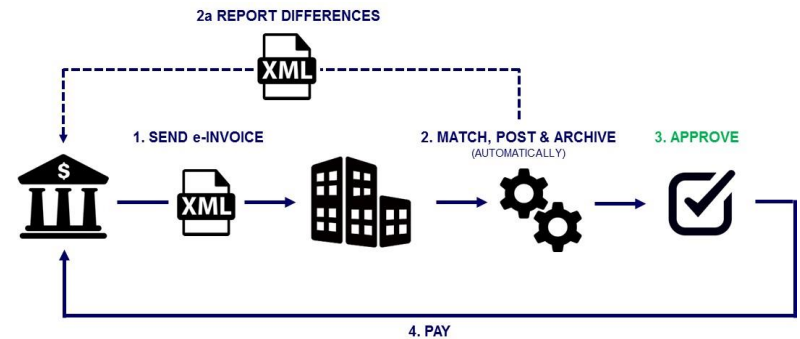 2a REPORT DIFFERENCES
XML
1. SEND e-INVOICE
2. MATCH, POST & ARCHIVE
(AUTOMATICALLY)
3. APPROVE
$
XML
4. PAY